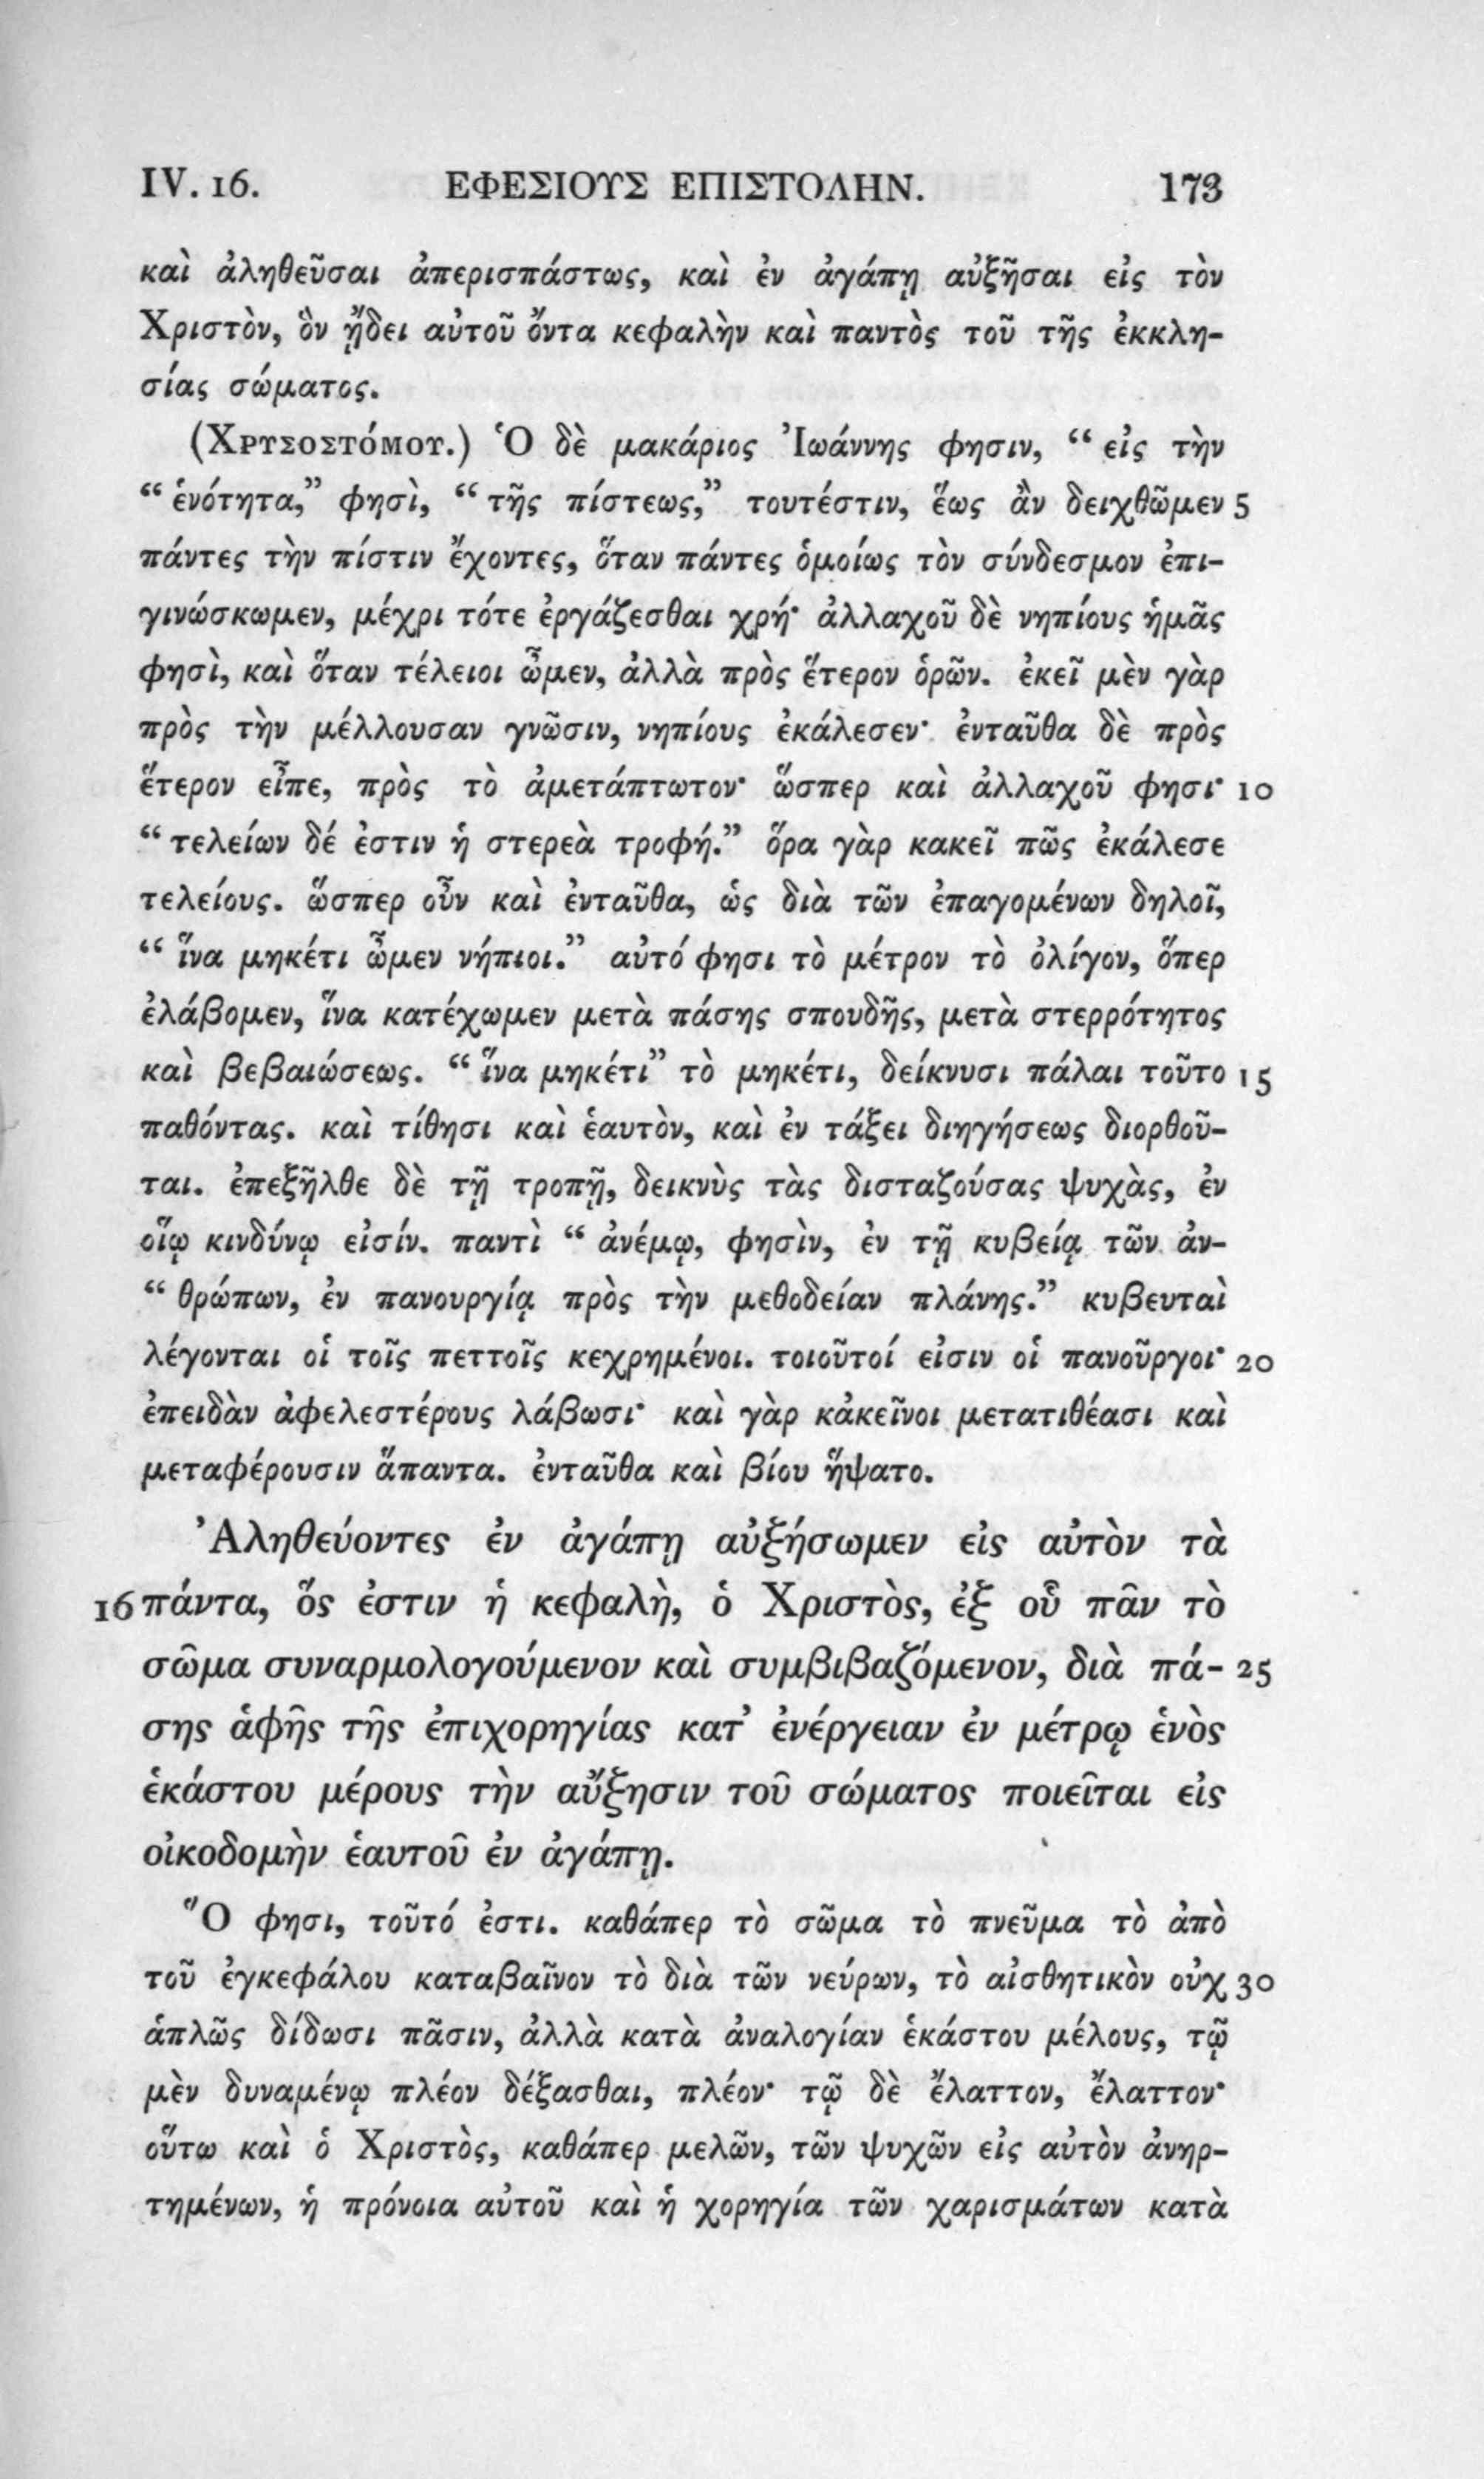 IV. 16. ΕΦΕΣΙΟΥΣ ΕΠΙΣΤΟΛΗΝ. 173
καὶ ἀληθεῦσαι ἀπερισπάστως, καὶ ἐν ἀγάπῃ αὐξῆσαι εἰς τὸν
Χριστὸν, ὃν ᾔδει αὐτοῦ ὄντα κεφαλὴν καὶ παντὸς τοῦ τῆς ἐκκλη-
σίας σώματος.
(ΧΡΥΣΟΣΤΌΜΟΥ.) Ὁ δὲ μακάριος Ἰωάννης φησιν, “ εἰς τὴν
“ ἑνότητα,” φησὶ, “ τῆς πίστεως,” τουτέστιν, ἕως ἂν δειχθῶμεν 5
πάντες τὴν πίστιν ἔχοντες, ὅταν πάντες ὁμοίως τὸν σύνδεσμον ἐπι-
γινώσκωμεν, μέχρι τότε ἐργάζεσθαι χρή· ἀλλαχοῦ δὲ νηπίους ἡμᾶς
φησὶ, καὶ ὅταν τέλειοι ὦμεν, ἀλλὰ πρὸς ἕτερον ὁρῶν. ἐκεῖ μὲν γὰρ
πρὸς τὴν μέλλουσαν γνῶσιν, νηπίους ἐκάλεσεν· ἐνταῦθα δὲ πρὸς
ἕτερον εἶπε, πρὸς τὸ ἀμετάπτωτον· ὥσπερ καὶ ἀλλαχοῦ φησι· 10
“ τελείων δέ ἐστιν ἡ στερεὰ τροφή.” ὅρα γὰρ κακεῖ πῶς ἐκάλεσε
τελείους. ὥσπερ οὖν καὶ ἐνταῦθα, ὡς διὰ τῶν ἐπαγομένων δηλοῖ,
“ ἵνα μηκέτι ὦμεν νήπιοι.” αὐτό φησι τὸ μέτρον τὸ ὀλίγον, ὅπερ
ἐλάβομεν, ἵνα κατέχωμεν μετὰ πάσης σπουδῆς, μετὰ στερρότητος
καὶ βεβαιώσεως. “ ἵνα μηκέτι” τὸ μηκέτι, δείκνυσι πάλαι τοῦτο 15
παθόντας. καὶ τίθησι καὶ ἑαυτὸν, καὶ ἐν τάξει διηγήσεως διορθοῦ-
ται. ἐπεξῆλθε δὲ τῇ τροπῇ, δεικνὺς τὰς δισταζούσας ψυχὰς, ἐν
οἵῳ κινδύνῳ εἰσίν. παντὶ “ ἀνέμῳ, φησὶν, ἐν τῇ κυβείᾳ τῶν ἀν-
“ θρώπων, ἐν πανουργίᾳ πρὸς τὴν μεθοδείαν πλάνης.” κυβευταὶ
λέγονται οἱ τοῖς πεττοῖς κεχρημένοι. τοιοῦτοί εἰσιν οἱ πανοῦργοι· 20
ἐπειδὰν ἀφελεστέρους λάβωσι· καὶ γὰρ κἀκεῖνοι μετατιθέασι καὶ
μεταφέρουσιν ἅπαντα. ἐνταῦθα καὶ βίου ἥψατο.
Ἀληθεύοντες ἐν ἀγάπῃ αὐξήσωμεν εἰς αὐτὸν τὰ
16 πάντα, ὅς ἐστιν ἡ κεφαλὴ, ὁ Χριστὸς, ἐξ οὗ πᾶν τὸ
σῶμα συναρμολογούμενον καὶ συμβιβαζόμενον, διὰ πά- 25
σης ἁφῆς τῆς ἐπιχορηγίας κατ’ ἐνέργειαν ἐν μέτρῳ ἑνὸς
ἑκάστου μέρους τὴν αὔξησιν τοῦ σώματος ποιεῖται εἰς
οἰκοδομὴν ἑαυτοῦ ἐν ἀγάπῃ.
Ὅ φησι, τοῦτό ἐστι. καθάπερ τὸ σῶμα τὸ πνεῦμα τὸ ἀπὸ
τοῦ ἐγκεφάλου καταβαῖνον τὸ διὰ τῶν νεύρων, τὸ αἰσθητικὸν οὐχ 30
ἁπλῶς δίδωσι πᾶσιν, ἀλλὰ κατὰ ἀναλογίαν ἑκάστου μέλους, τῷ
μὲν δυναμένῳ πλέον δέξασθαι, πλέον· τῷ δὲ ἔλαττον, ἔλαττον·
οὕτω καὶ ὁ Χριστὸς, καθάπερ μελῶν, τῶν ψυχῶν εἰς αὐτὸν ἀνηρ-
τημένων, ἡ πρόνοια αὐτοῦ καὶ ἡ χορηγία τῶν χαρισμάτων κατὰ